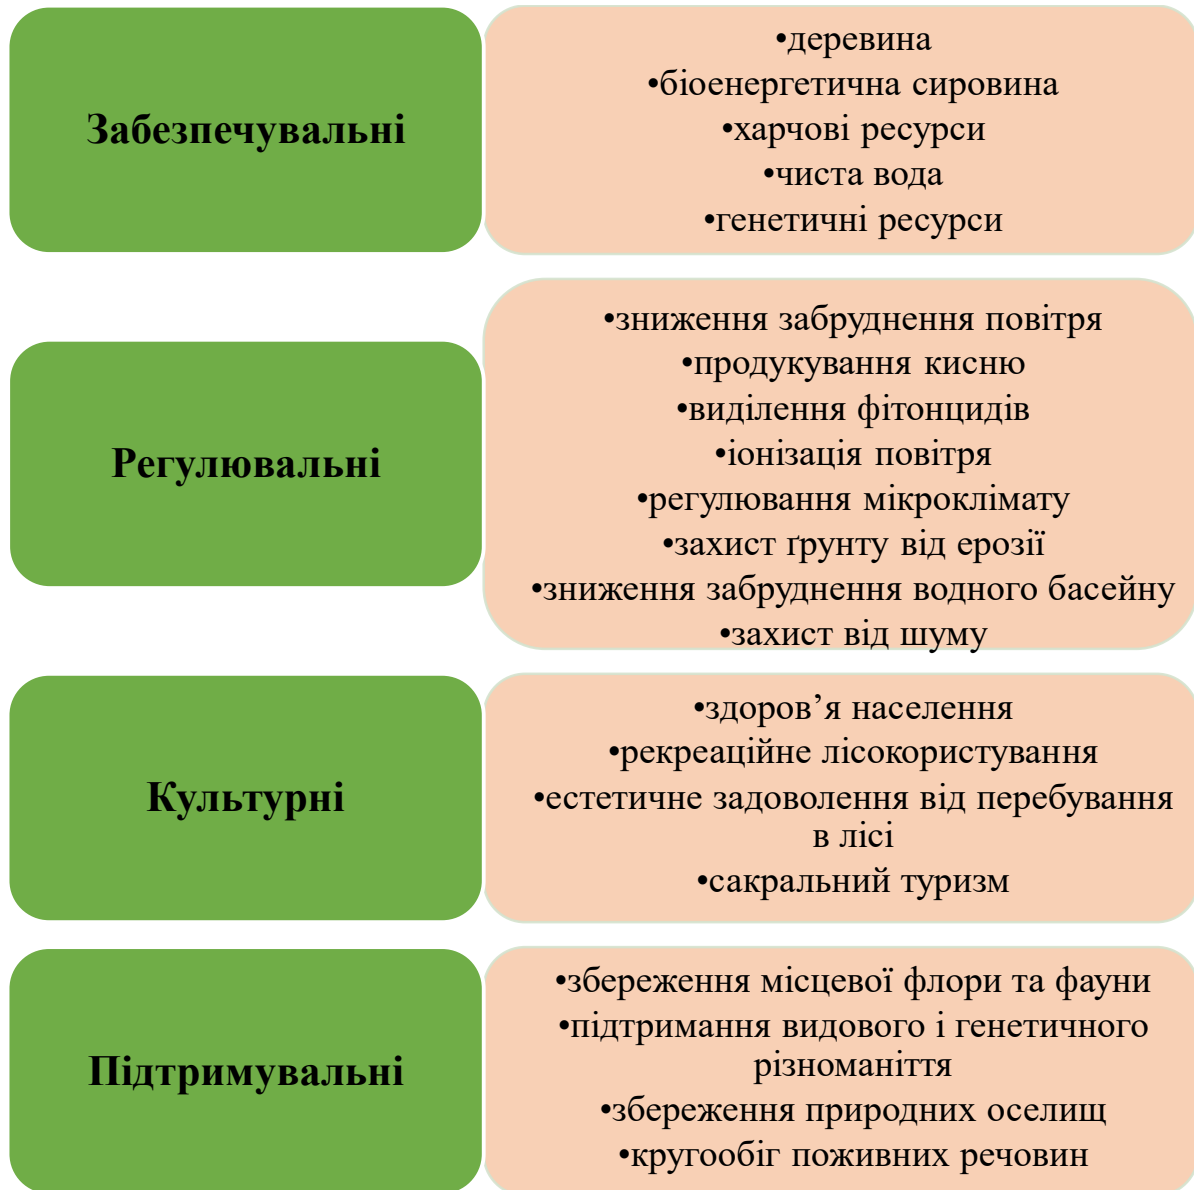 Забезпечувальні
•деревина
•біоенергетична сировина
•харчові ресурси
•чиста вода
•генетичні ресурси
Регулювальні
•зниження забруднення повітря
•продукування кисню
•виділення фітонцидів
•іонізація повітря
•регулювання мікроклімату
•захист ґрунту від ерозії
•зниження забруднення водного басейну
•захист від шуму
Культурні
•здоров’я населення
•рекреаційне лісокористування
•естетичне задоволення від перебування
в лісі
•сакральний туризм
Підтримувальні
•збереження місцевої флори та фауни
•підтримання видового і генетичного
різноманіття
•збереження природних оселищ
•кругообіг поживних речовин